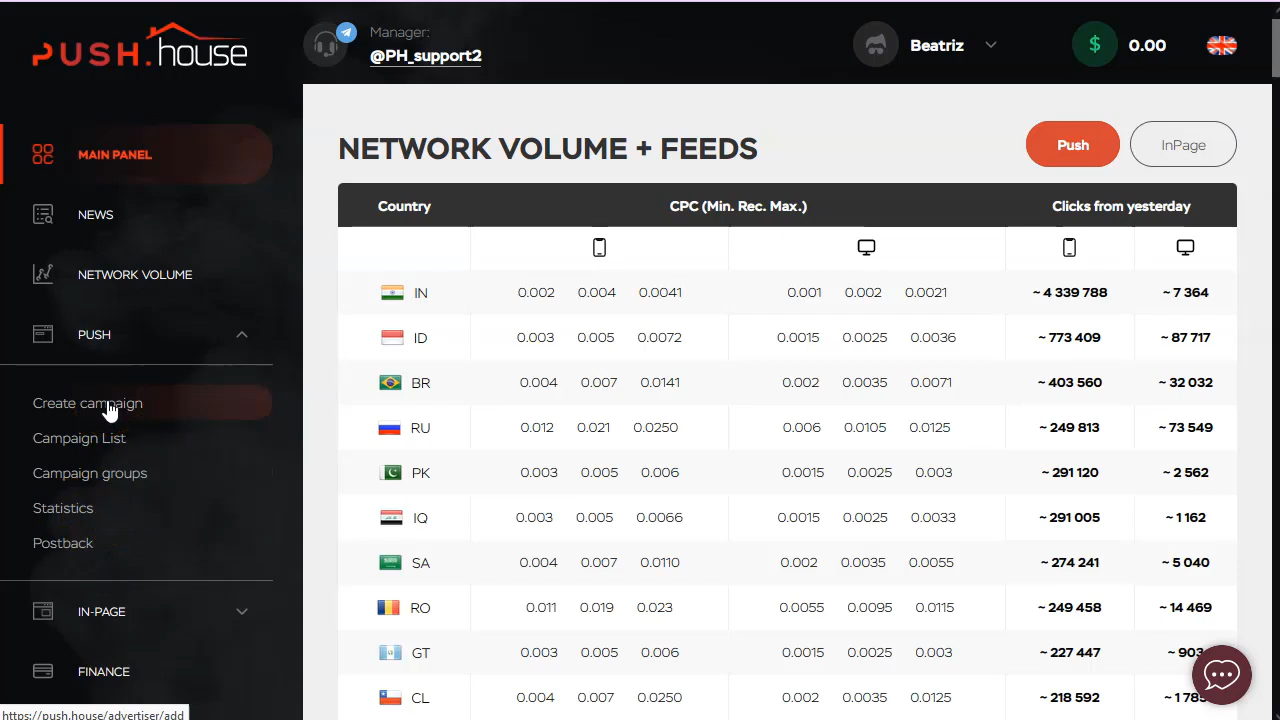 PUSH.house
Manager:
@PH_support2
Beatriz
$
0.00
MAIN PANEL
NEWS
NETWORK VOLUME
PUSH
Create campaign
Campaign List
Campaign groups
Statistics
Postback
IN-PAGE
FINANCE
https://push.house/advertiser/add
NETWORK VOLUME + FEEDS
Push
InPage
Country CPC (Min. Rec. Max.) Clicks from yesterday
IN 0.002 0.004 0.0041 0.001 0.002 0.0021 ~ 4 339 788 ~ 7 364
ID 0.003 0.005 0.0072 0.0015 0.0025 0.0036 ~ 773 409 ~ 87 717
BR 0.004 0.007 0.0141 0.002 0.0035 0.0071 ~ 403 560 ~ 32 032
RU 0.012 0.021 0.0250 0.006 0.0105 0.0125 ~ 249 813 ~ 73 549
PK 0.003 0.005 0.006 0.0015 0.0025 0.003 ~ 291 120 ~ 2 562
IQ 0.003 0.005 0.0066 0.0015 0.0025 0.0033 ~ 291 005 ~ 1 162
SA 0.004 0.007 0.0110 0.002 0.0035 0.0055 ~ 274 241 ~ 5 040
RO 0.011 0.019 0.023 0.0055 0.0095 0.0115 ~ 249 458 ~ 14 469
GT 0.003 0.005 0.006 0.0015 0.0025 0.003 ~ 227 447 ~ 903
CL 0.004 0.007 0.0250 0.002 0.0035 0.0125 ~ 218 592 ~ 1 785